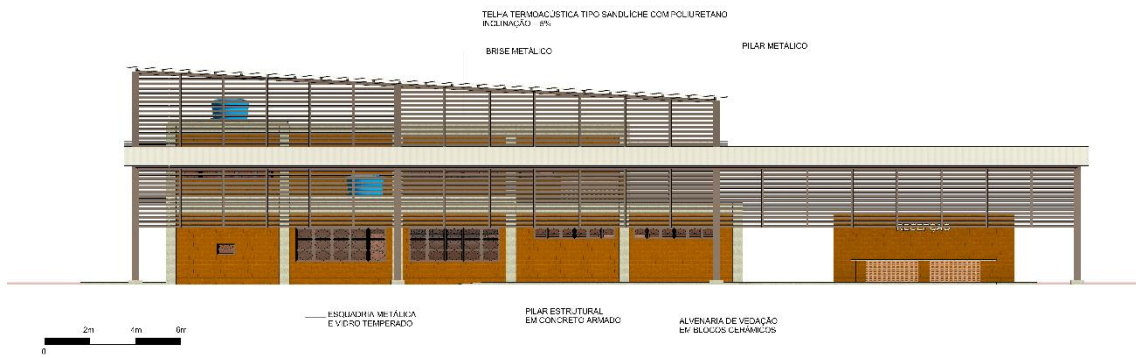 TELHA TERMOACÚSTICA TIPO SANDUÍCHE COM POLIURETANO
INCLINAÇÃO - 8%
BRISE METÁLICO
PILAR METÁLICO
RECEPÇÃO
ESQUADRIA METÁLICA
E VIDRO TEMPERADO
PILAR ESTRUTURAL
EM CONCRETO ARMADO
ALVENARIA DE VEDAÇÃO
EM BLOCOS CERÂMICOS
2m 4m 6m
0